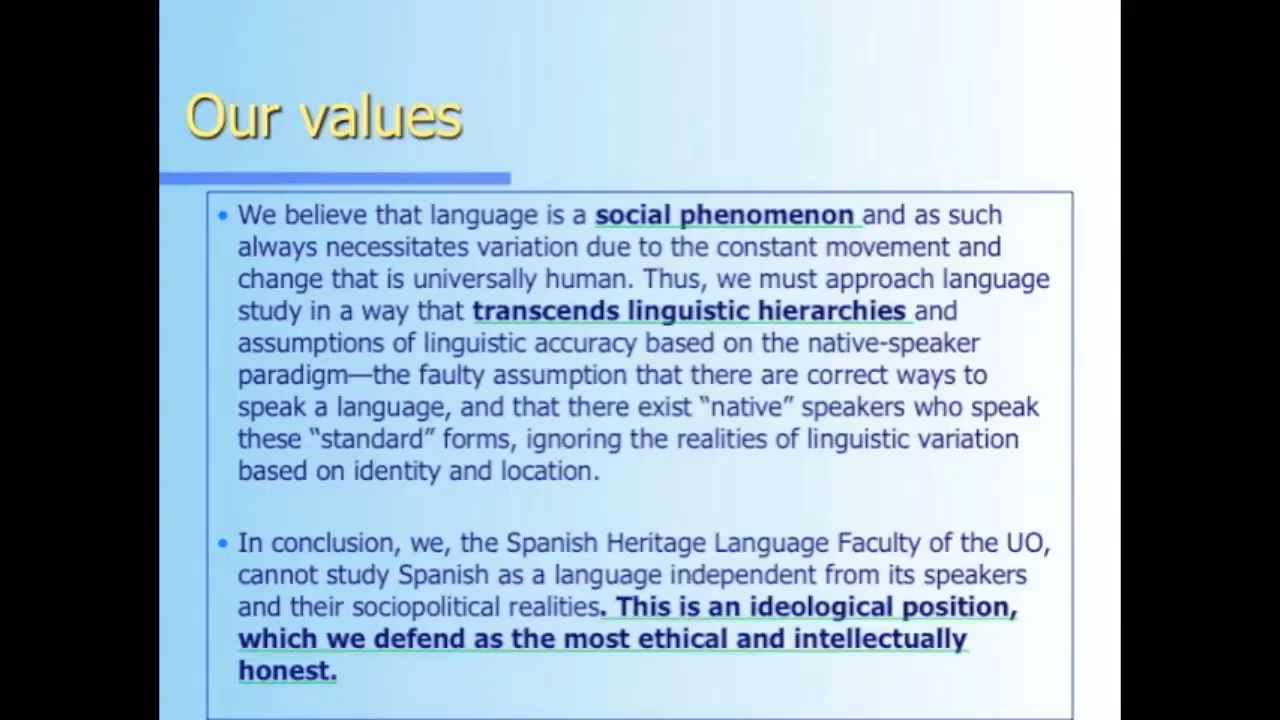 Our values
• We believe that language is a social phenomenon and as such
always necessitates variation due to the constant movement and
change that is universally human. Thus, we must approach language
study in a way that transcends linguistic hierarchies and
assumptions of linguistic accuracy based on the native-speaker
paradigm—the faulty assumption that there are correct ways to
speak a language, and that there exist “native” speakers who speak
these “standard” forms, ignoring the realities of linguistic variation
based on identity and location.
• In conclusion, we, the Spanish Heritage Language Faculty of the UO,
cannot study Spanish as a language independent from its speakers
and their sociopolitical realities. This is an ideological position,
which we defend as the most ethical and intellectually
honest.